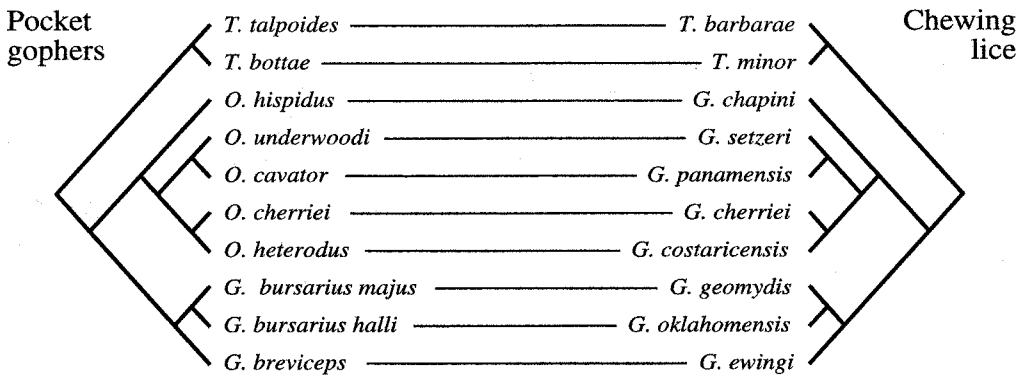 Pocket
gophers
Chewing
lice
T. talpoides T. barbarae
T. bottae T. minor
O. hispidus G. chapini
O. underwoodi G. setzeri
O. cavator G. panamensis
O. cherriei G. cherriei
O. heterodus G. costaricensis
G. bursarius majus G. geomydis
G. bursarius halli G. oklahomensis
G. breviceps G. ewingi